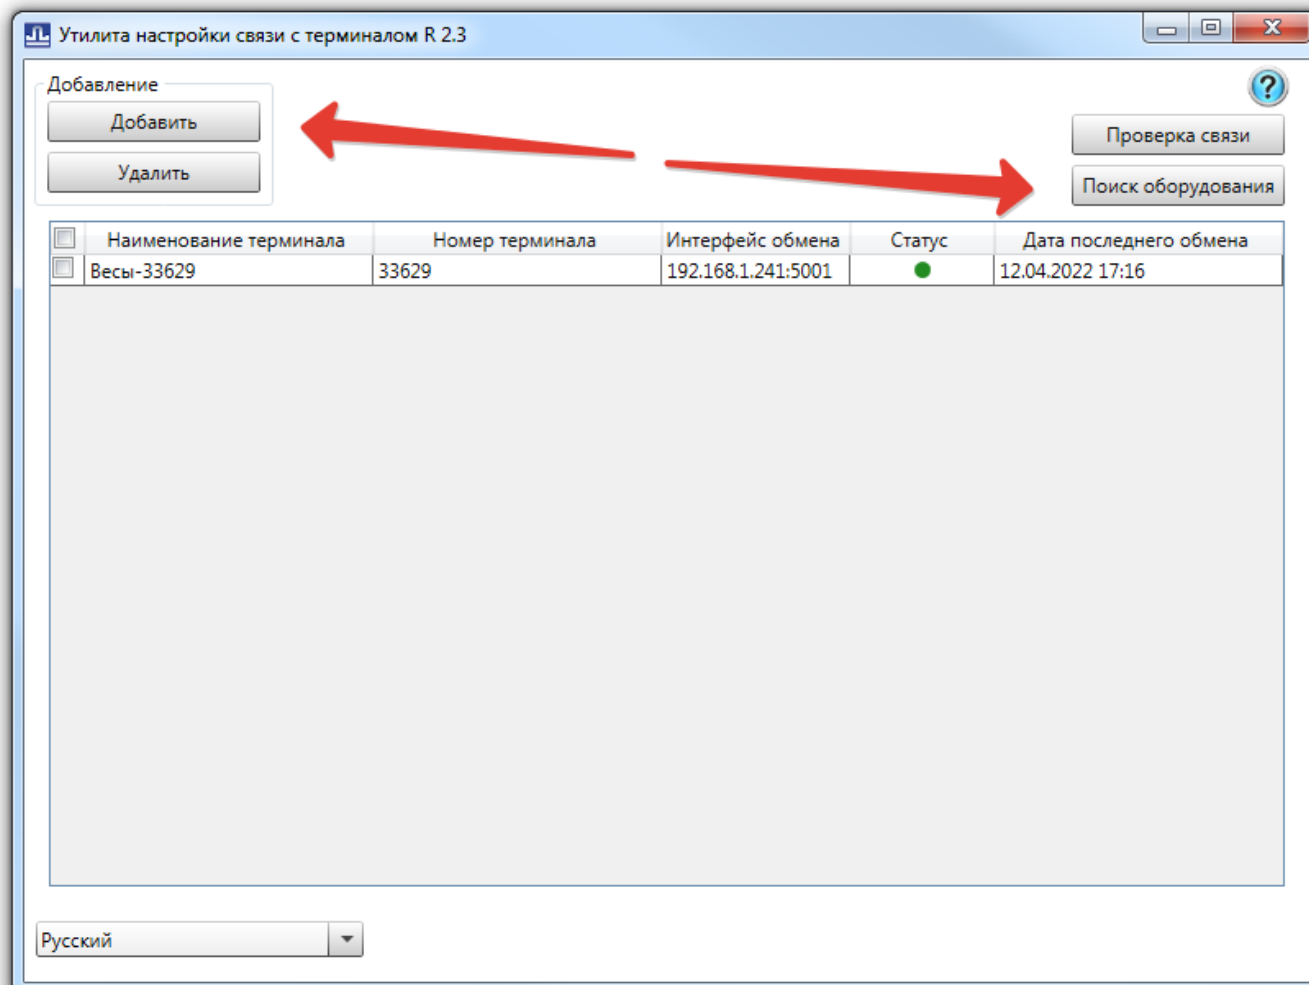 Утилита настройки связи с терминалом R 2.3
Добавление
Добавить
Удалить
?
Проверка связи
Поиск оборудования
Наименование терминала Номер терминала Интерфейс обмена Статус Дата последнего обмена
Весы-33629 33629 192.168.1.241:5001 12.04.2022 17:16
Русский